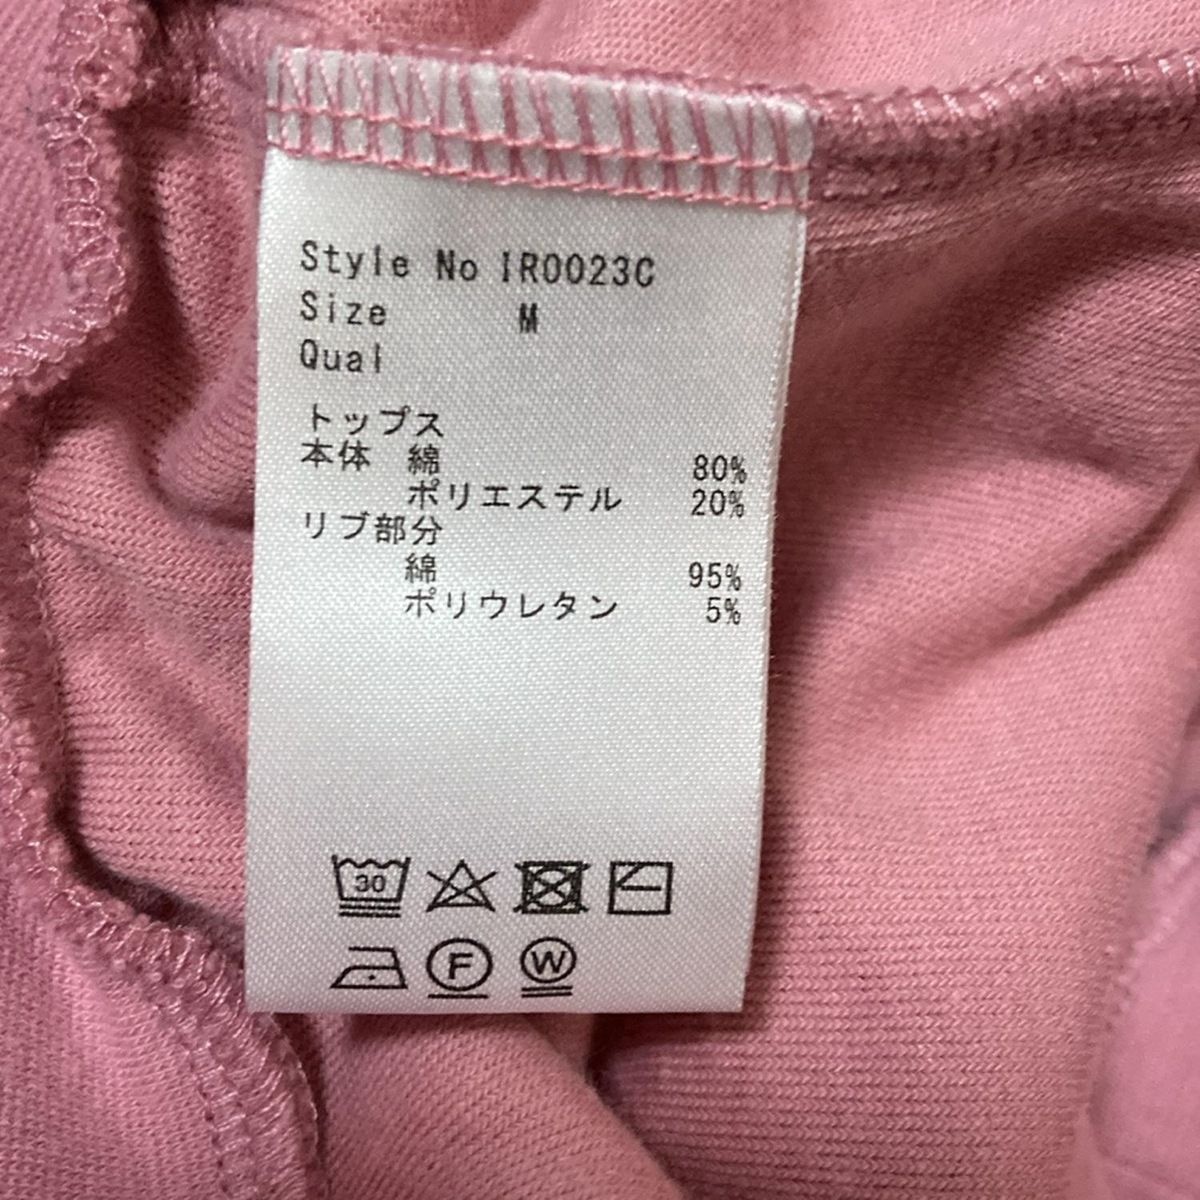 Style No IR0023C
Size M
Qual
トップス
本体 綿 80%
ポリエステル 20%
リブ部分
綿 95%
ポリウレタン 5%
30
F W